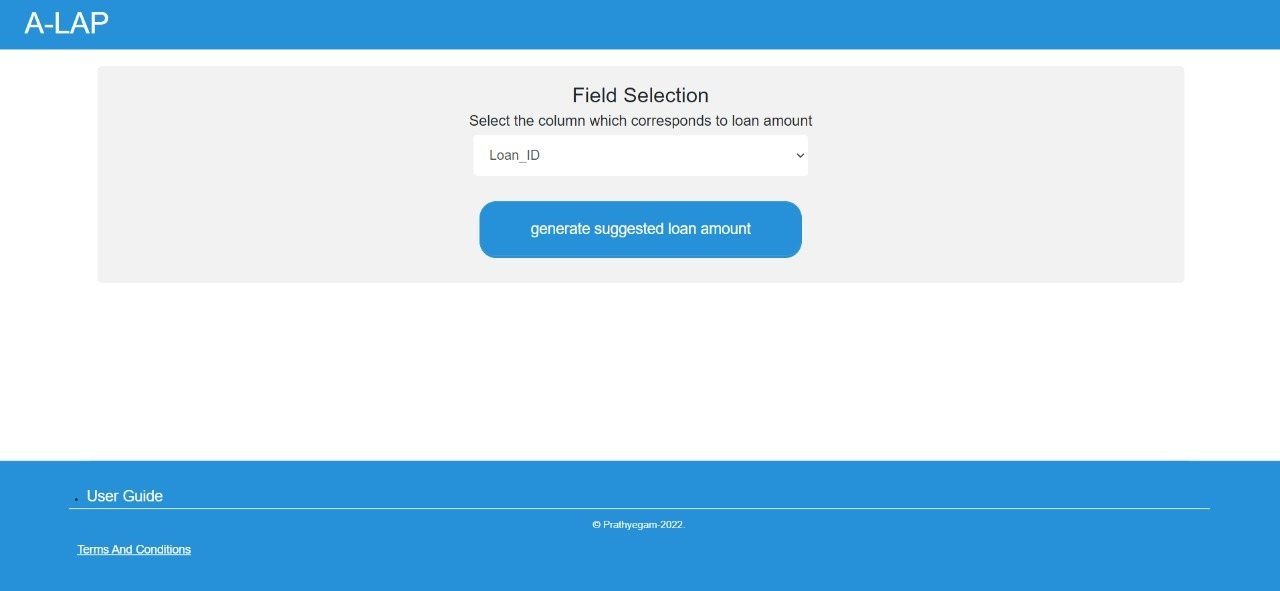 A-LAP
Field Selection
Select the column which corresponds to loan amount
Loan_ID
generate suggested loan amount
User Guide
© Prathyegam-2022.
Terms And Conditions